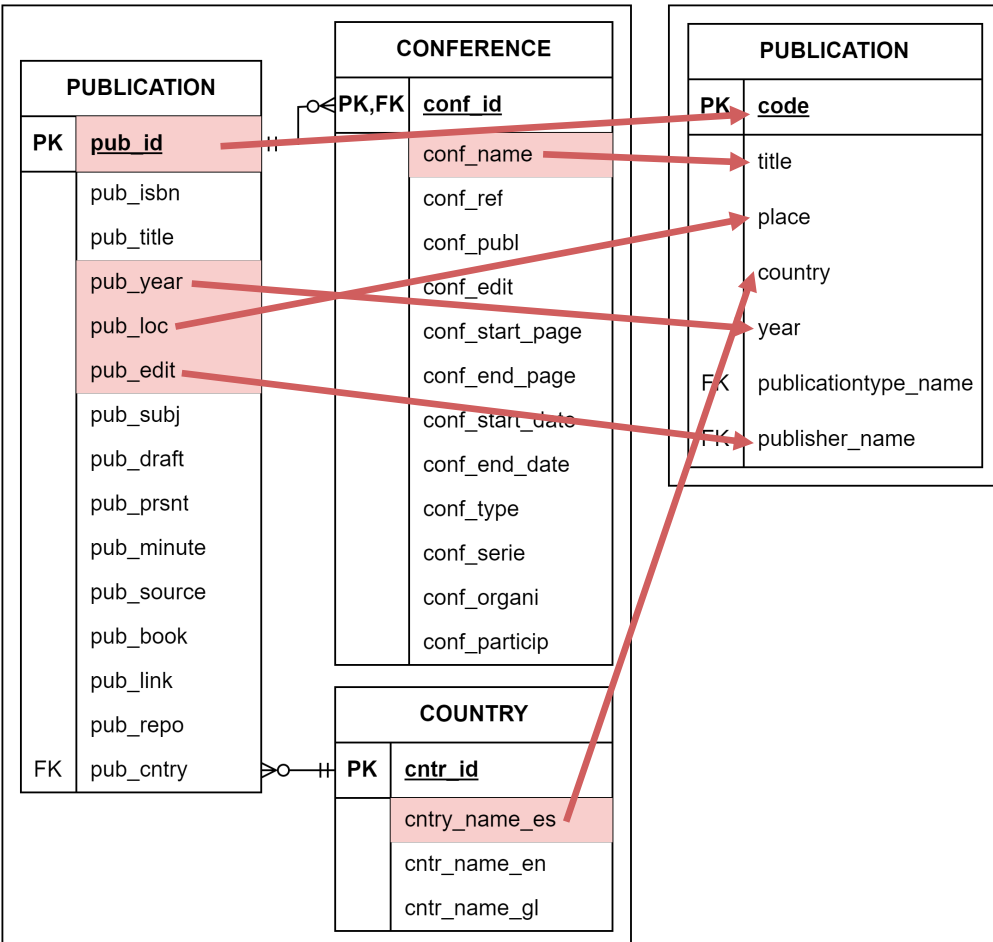 PUBLICATION
PK pub_id
pub_isbn
pub_title
pub_year
pub_loc
pub_edit
pub_subj
pub_draft
pub_prsnt
pub_minute
pub_source
pub_book
pub_link
pub_repo
FK pub_cntry
CONFERENCE
PK,FK conf_id
conf_name
conf_ref
conf_publ
conf_edit
conf_start_page
conf_end_page
conf_start_date
conf_end_date
conf_type
conf_serie
conf_organi
conf_particip
COUNTRY
PK cntr_id
cntry_name_es
cntr_name_en
cntr_name_gl
PUBLICATION
PK code
title
place
country
year
FK publicationtype_name
FK publisher_name